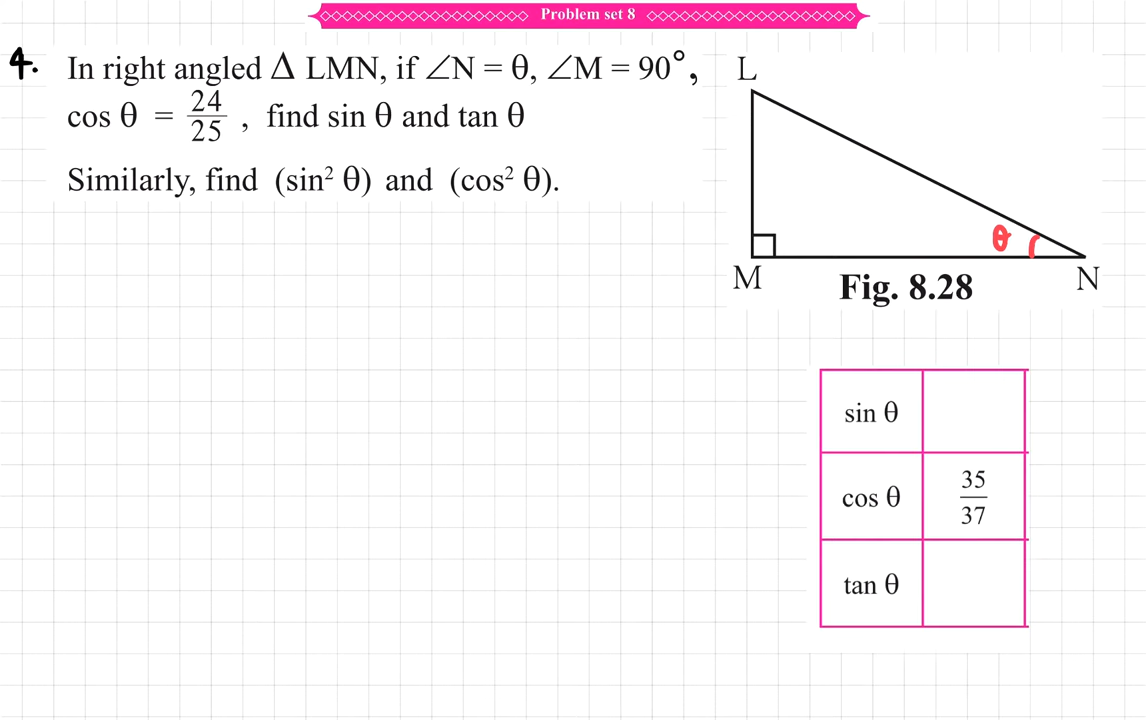 Problem set 8
4. In right angled Δ LMN, if ∠N = θ, ∠M = 90°,
cos θ = 24/25 , find sin θ and tan θ
Similarly, find (sin² θ) and (cos² θ).
L
θ
M
N
Fig. 8.28
sin θ
cos θ 35/37
tan θ